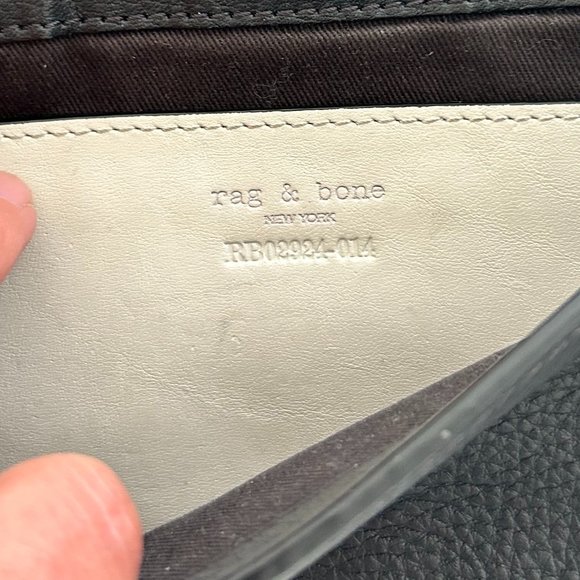 rag & bone
NEW YORK
RB02924-014